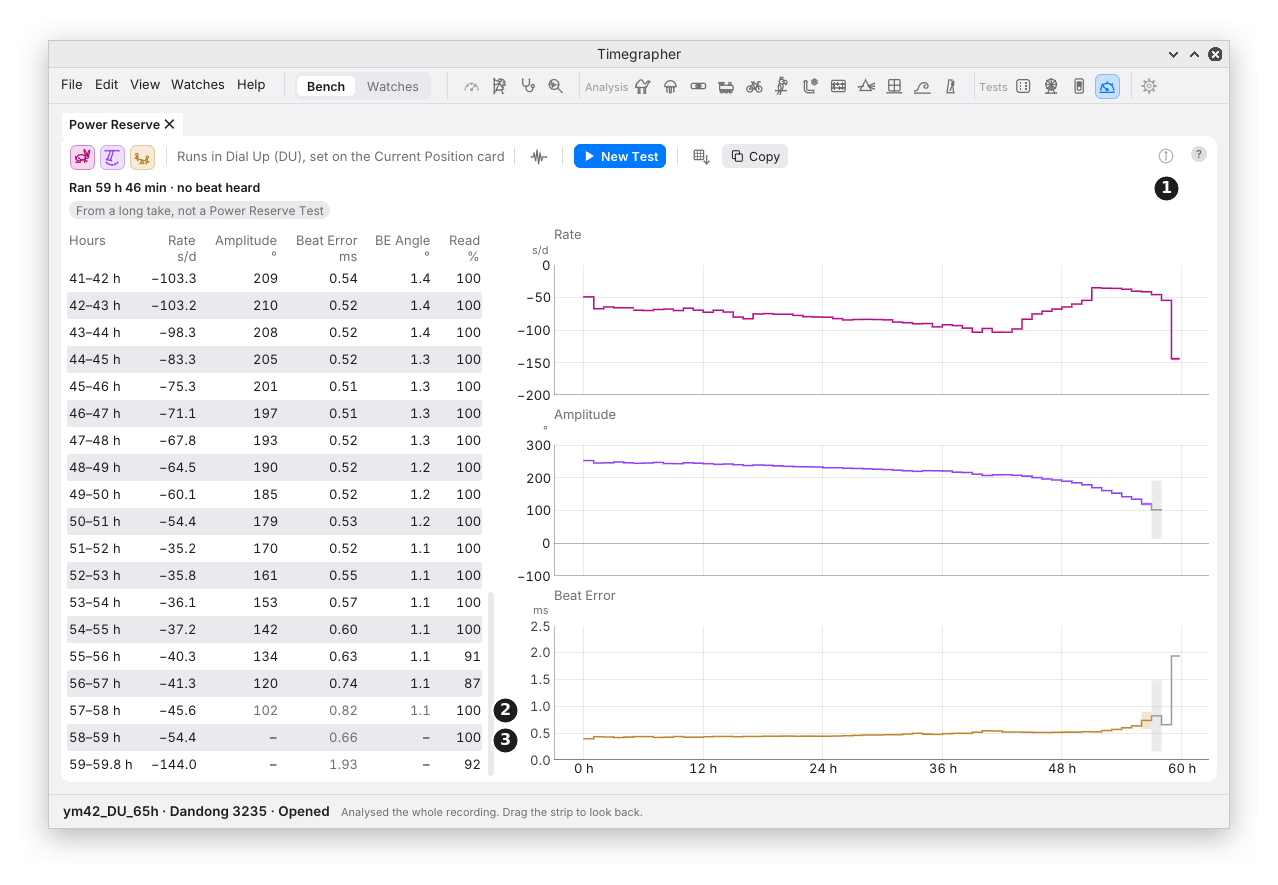 Timegrapher
File Edit View Watches Help Bench Watches Analysis Tests
Power Reserve
Runs in Dial Up (DU), set on the Current Position card New Test Copy ?
Ran 59 h 46 min · no beat heard
1
From a long take, not a Power Reserve Test
Hours Rate Amplitude Beat Error BE Angle Read
s/d ° ms ° %
41–42 h −103.3 209 0.54 1.4 100
42–43 h −103.2 210 0.52 1.4 100
43–44 h −98.3 208 0.52 1.4 100
44–45 h −83.3 205 0.52 1.3 100
45–46 h −75.3 201 0.51 1.3 100
46–47 h −71.1 197 0.51 1.3 100
47–48 h −67.8 193 0.52 1.3 100
48–49 h −64.5 190 0.52 1.2 100
49–50 h −60.1 185 0.52 1.2 100
50–51 h −54.4 179 0.53 1.2 100
51–52 h −35.2 170 0.52 1.1 100
52–53 h −35.8 161 0.55 1.1 100
53–54 h −36.1 153 0.57 1.1 100
54–55 h −37.2 142 0.60 1.1 100
55–56 h −40.3 134 0.63 1.1 91
56–57 h −41.3 120 0.74 1.1 87
57–58 h −45.6 102 0.82 1.1 100 2
58–59 h −54.4 – 0.66 – 100 3
59–59.8 h −144.0 – 1.93 – 92
Rate
s/d
0
−50
−100
−150
−200
Amplitude
°
300
200
100
0
−100
Beat Error
ms
2.5
2.0
1.5
1.0
0.5
0.0
0 h 12 h 24 h 36 h 48 h 60 h
ym42_DU_65h · Dandong 3235 · Opened Analysed the whole recording. Drag the strip to look back.